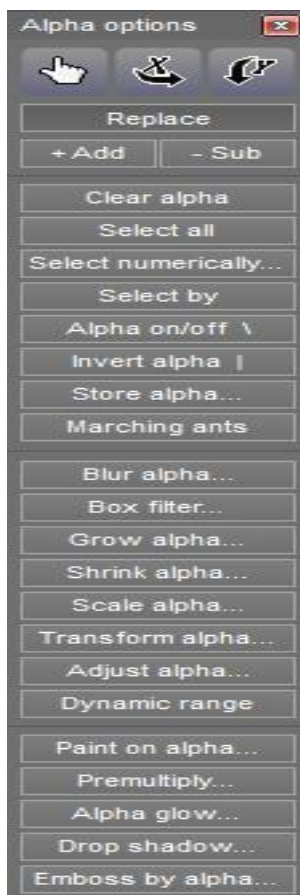 Alpha options
X
Y
Replace
+Add - Sub
Clear alpha
Select all
Select numerically...
Select by
Alpha on/off \
Invert alpha |
Store alpha...
Marching ants
Blur alpha...
Box filter...
Grow alpha...
Shrink alpha...
Scale alpha...
Transform alpha...
Adjust alpha...
Dynamic range
Paint on alpha...
Premultiply...
Alpha glow...
Drop shadow...
Emboss by alpha...